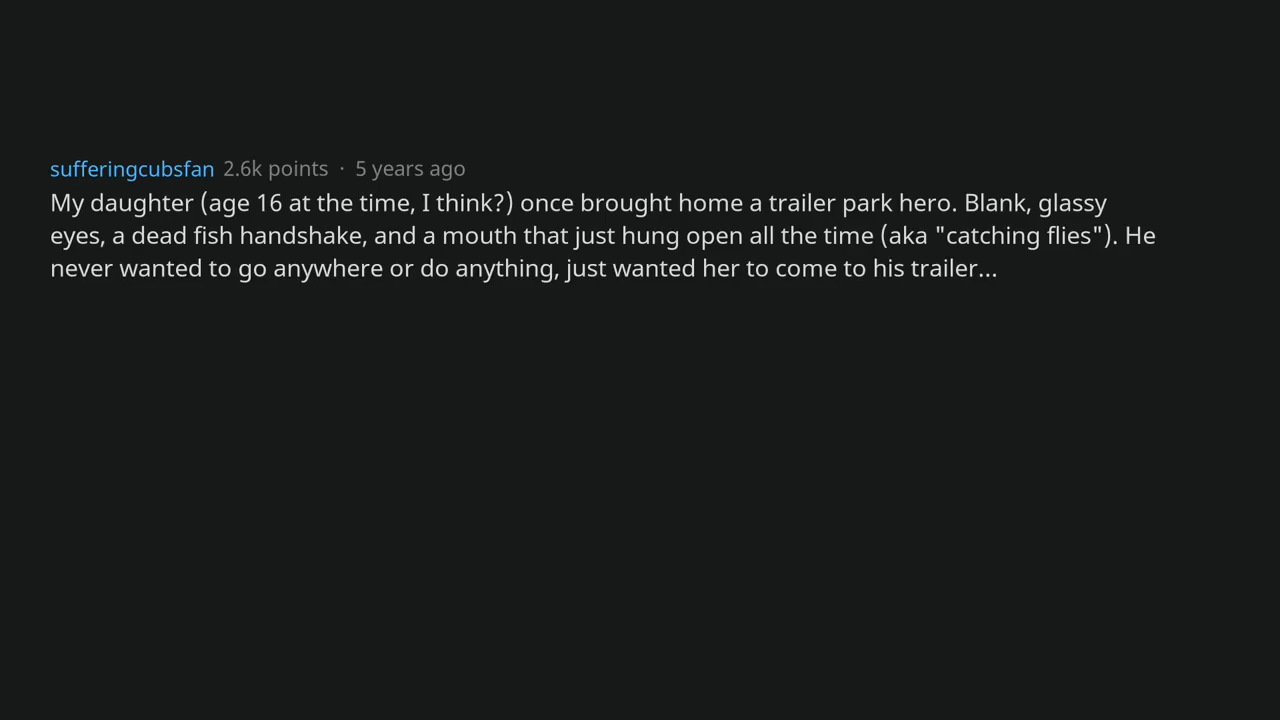 sufferingcubsfan 2.6k points · 5 years ago
My daughter (age 16 at the time, I think?) once brought home a trailer park hero. Blank, glassy
eyes, a dead fish handshake, and a mouth that just hung open all the time (aka "catching flies"). He
never wanted to go anywhere or do anything, just wanted her to come to his trailer...